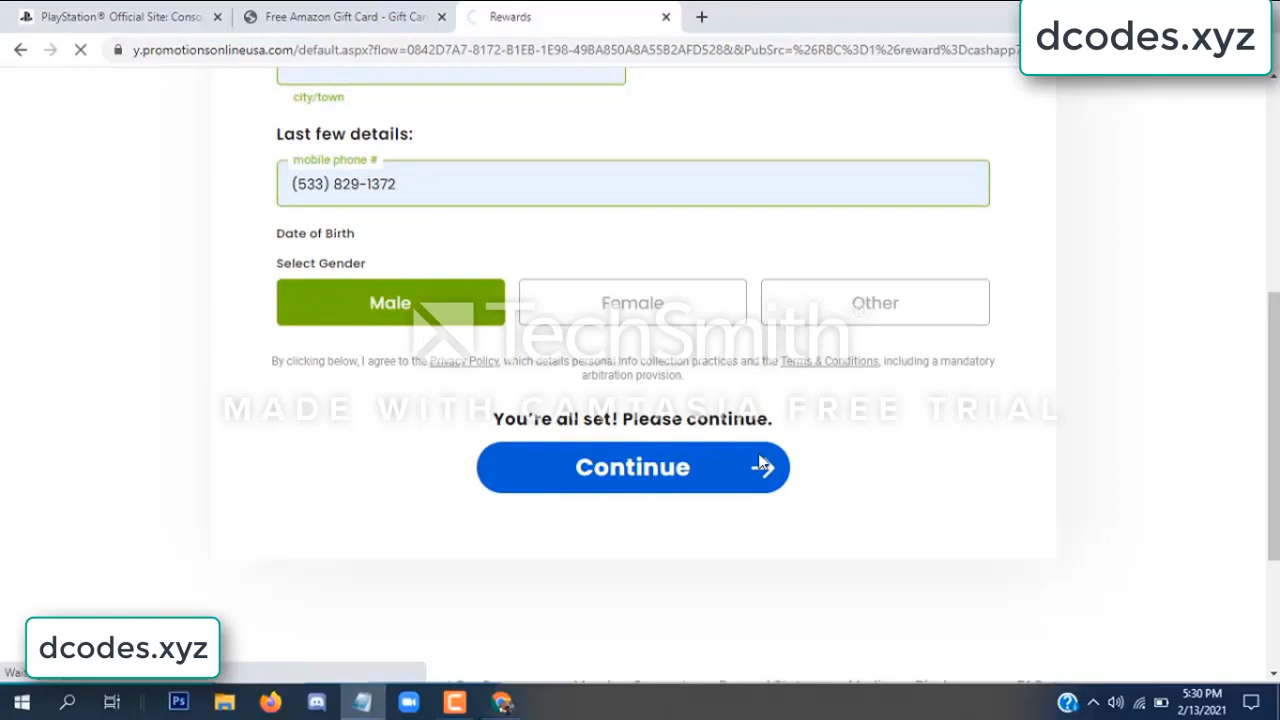 PlayStation® Official Site: Conso
Free Amazon Gift Card - Gift Car
Rewards
y.promotionsonlineusa.com/default.aspx?flow=0842D7A7-8172-B1EB-1E98-49BA850A8A55B2AFD528&&PubSrc=%26RBC%3D1%26reward%3Dcashapp7
dcodes.xyz
city/town
Last few details:
mobile phone #
(533) 829-1372
Date of Birth
Select Gender
Male Female Other
TechSmith
By clicking below, I agree to the Privacy Policy, which details personal info collection practices and the Terms & Conditions, including a mandatory
arbitration provision.
MADE WITH CAMTASIA FREE TRIAL
You're all set! Please continue.
Continue
dcodes.xyz
Wai
Ps
5:30 PM
2/13/2021